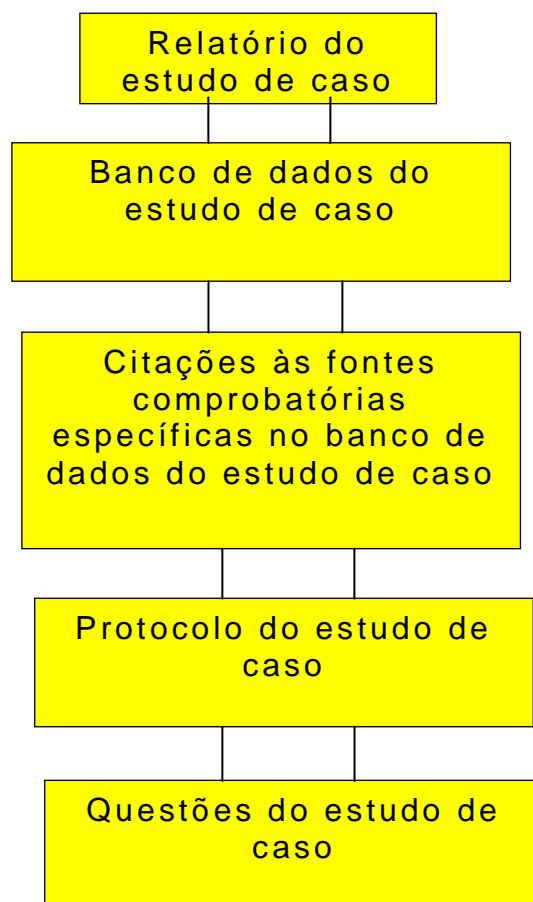 Relatório do
estudo de caso
Banco de dados do
estudo de caso
Citações às fontes
comprobatórias
específicas no banco de
dados do estudo de caso
Protocolo do estudo de
caso
Questões do estudo de
caso